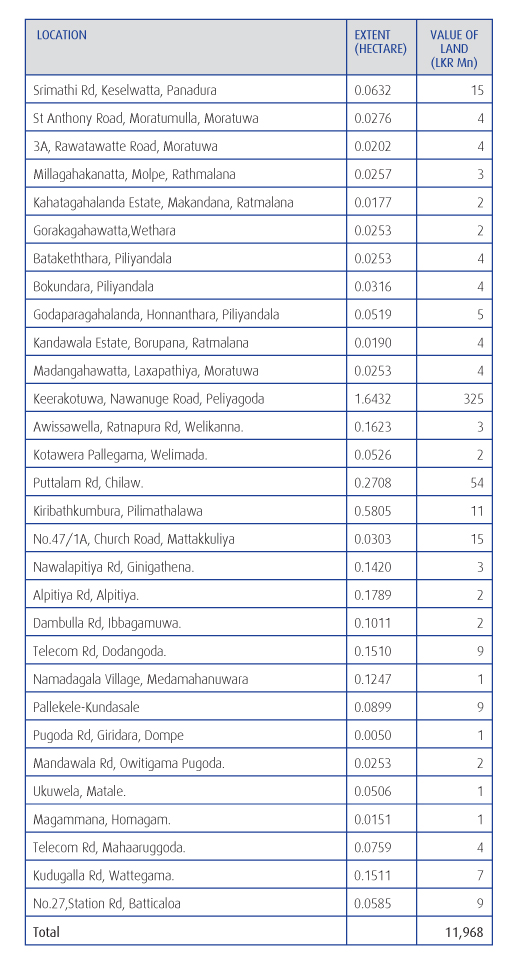 LOCATION EXTENT (HECTARE) VALUE OF LAND (LKR Mn)
Srimathi Rd, Keselwatta, Panadura 0.0632 15
St Anthony Road, Moratumulla, Moratuwa 0.0276 4
3A, Rawatawatte Road, Moratuwa 0.0202 4
Millagahakanatta, Molpe, Rathmalana 0.0257 3
Kahatagahalanda Estate, Makandana, Ratmalana 0.0177 2
Gorakagahawatta,Wethara 0.0253 2
Batakeththara, Piliyandala 0.0253 4
Bokundara, Piliyandala 0.0316 4
Godaparagahalanda, Honnanthara, Piliyandala 0.0519 5
Kandawala Estate, Borupana, Ratmalana 0.0190 4
Madangahawatta, Laxapathiya, Moratuwa 0.0253 4
Keerakotuwa, Nawanuge Road, Peliyagoda 1.6432 325
Awissawella, Ratnapura Rd, Welikanna. 0.1623 3
Kotawera Pallegama, Welimada. 0.0526 2
Puttalam Rd, Chilaw. 0.2708 54
Kiribathkumbura, Pilimathalawa 0.5805 11
No.47/1A, Church Road, Mattakkuliya 0.0303 15
Nawalapitiya Rd, Ginigathena. 0.1420 3
Alpitiya Rd, Alpitiya. 0.1789 2
Dambulla Rd, Ibbagamuwa. 0.1011 2
Telecom Rd, Dodangoda. 0.1510 9
Namadagala Village, Medamahanuwara 0.1247 1
Pallekele-Kundasale 0.0899 9
Pugoda Rd, Giridara, Dompe 0.0050 1
Mandawala Rd, Owitigama Pugoda. 0.0253 2
Ukuwela, Matale. 0.0506 1
Magammana, Homagam. 0.0151 1
Telecom Rd, Mahaaruggoda. 0.0759 4
Kudugalla Rd, Wattegama. 0.1511 7
No.27,Station Rd, Batticaloa 0.0585 9
Total 11,968